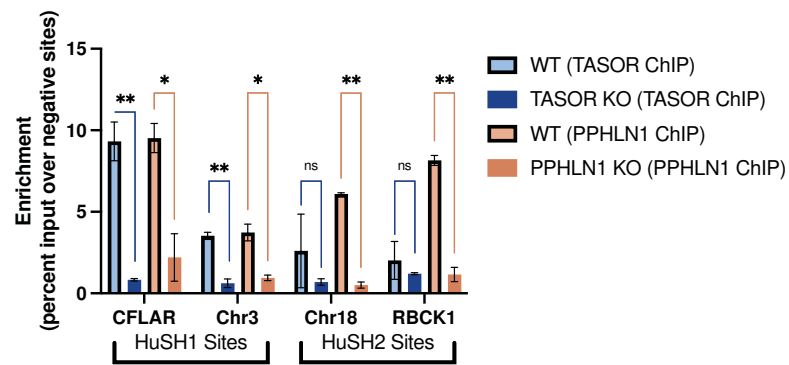 Enrichment
(percent input over negative sites)
15
10
5
0
**
*
**
*
ns
**
ns
**
CFLAR
Chr3
Chr18
RBCK1
HuSH1 Sites
HuSH2 Sites
WT (TASOR ChIP)
TASOR KO (TASOR ChIP)
WT (PPHLN1 ChIP)
PPHLN1 KO (PPHLN1 ChIP)